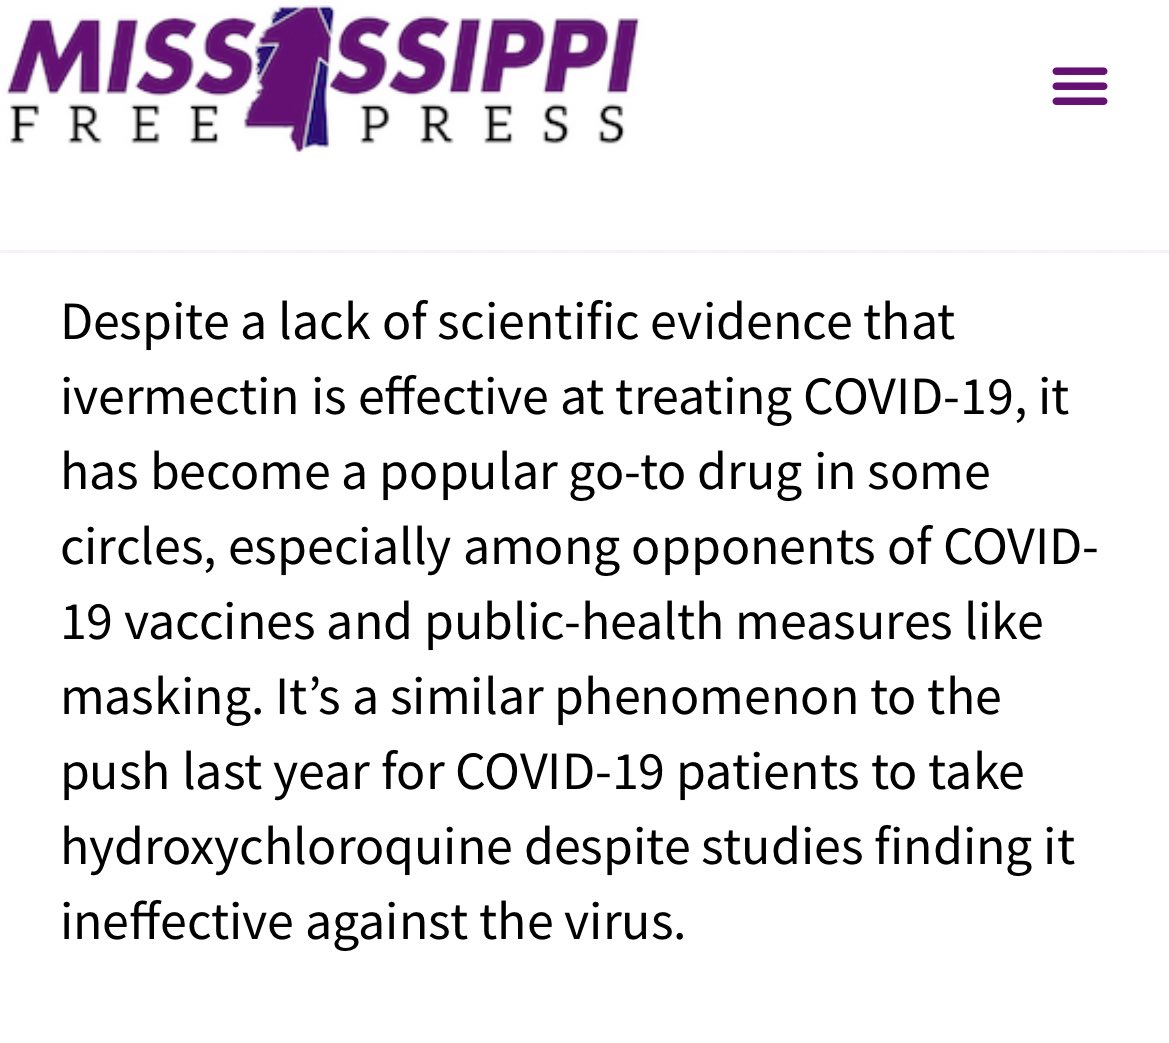 MISSISSIPPI
FREE PRESS
Despite a lack of scientific evidence that
ivermectin is effective at treating COVID-19, it
has become a popular go-to drug in some
circles, especially among opponents of COVID-
19 vaccines and public-health measures like
masking. It’s a similar phenomenon to the
push last year for COVID-19 patients to take
hydroxychloroquine despite studies finding it
ineffective against the virus.